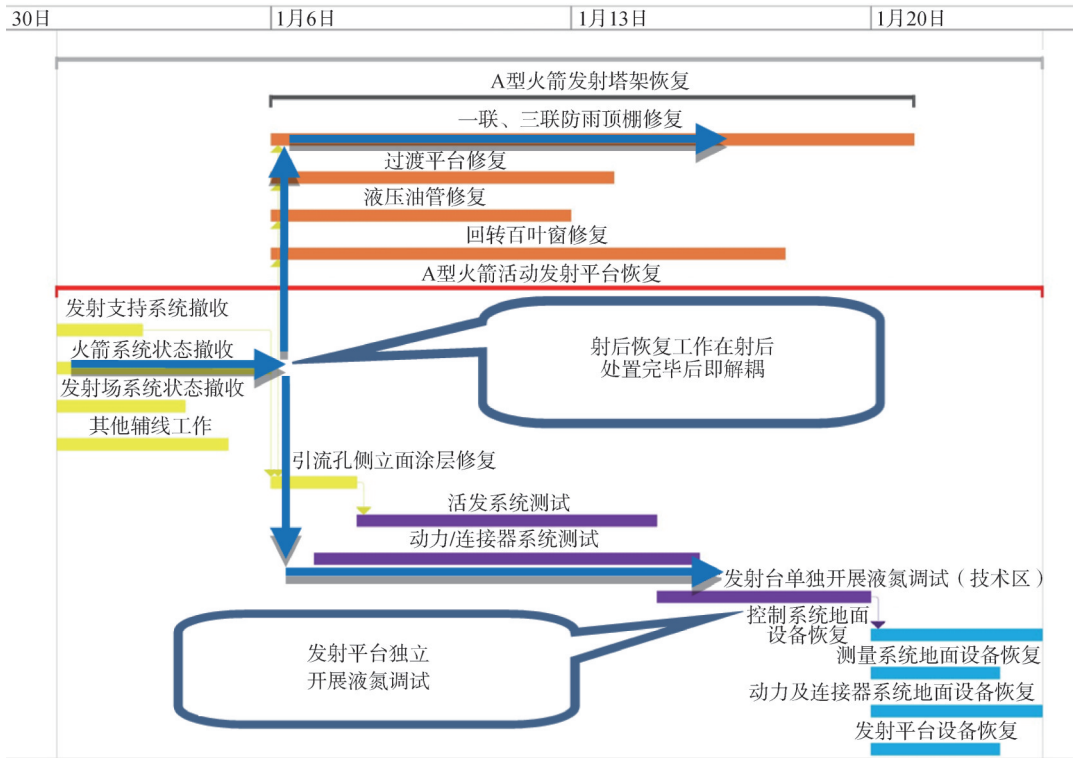 30日
1月6日
1月13日
1月20日
A型火箭发射塔架恢复
一联、三联防雨顶棚修复
过渡平台修复
液压油管修复
回转百叶窗修复
A型火箭活动发射平台恢复
发射支持系统撤收
火箭系统状态撤收
发射场系统状态撤收
其他辅线工作
射后恢复工作在射后
处置完毕后即解耦
引流孔侧立面涂层修复
活发系统测试
动力/连接器系统测试
发射台单独开展液氮调试（技术区）
控制系统地面
设备恢复
发射平台独立
开展液氮调试
测量系统地面设备恢复
动力及连接器系统地面设备恢复
发射平台设备恢复